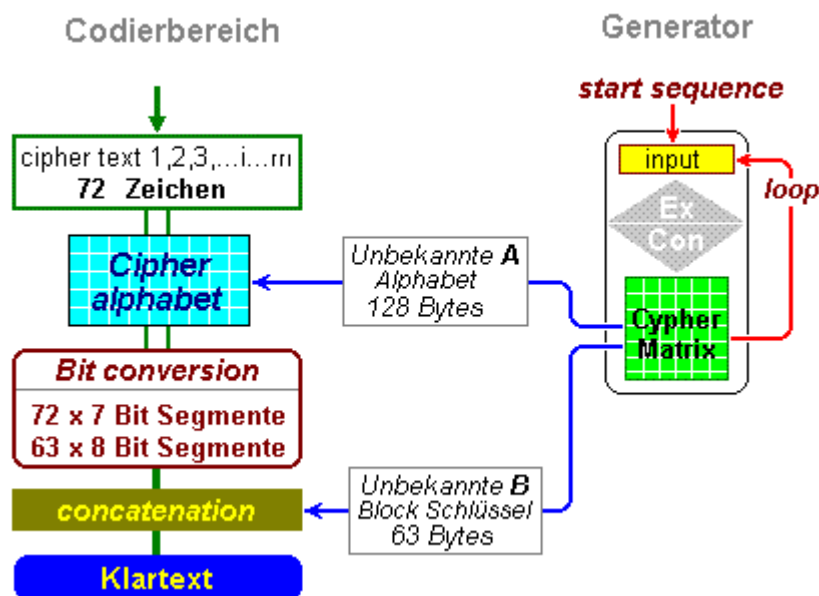 Codierbereich
Generator
start sequence
cipher text 1,2,3,...i...m
72 Zeichen
input
loop
Ex
Con
Cipher
alphabet
Unbekannte A
Alphabet
128 Bytes
Cypher
Matrix
Bit conversion
72 x 7 Bit Segmente
63 x 8 Bit Segmente
Unbekannte B
Block Schlüssel
63 Bytes
concatenation
Klartext